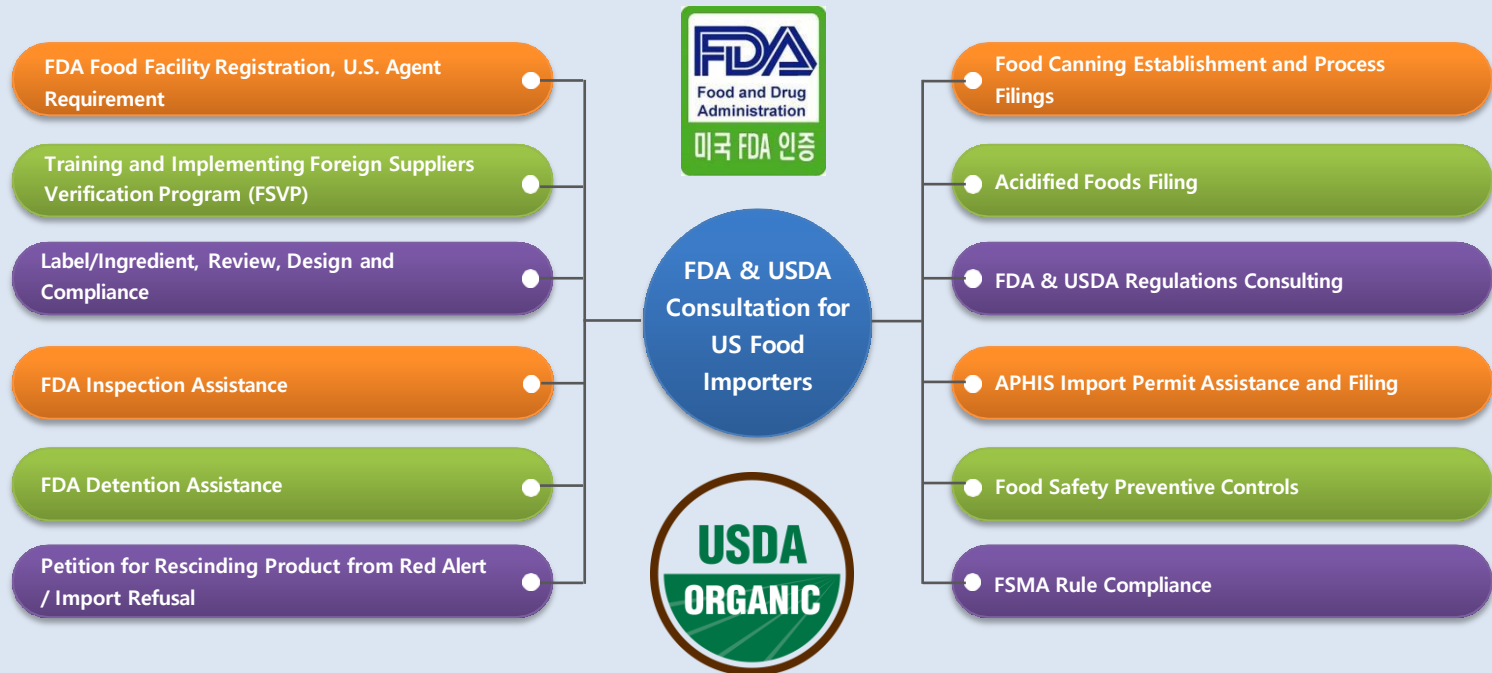 FDA Food Facility Registration, U.S. Agent
Requirement
Training and Implementing Foreign Suppliers
Verification Program (FSVP)
Label/Ingredient, Review, Design and
Compliance
FDA Inspection Assistance
FDA Detention Assistance
Petition for Rescinding Product from Red Alert
/ Import Refusal
FDA
Food and Drug
Administration
미국 FDA 인증
FDA & USDA
Consultation for
US Food
Importers
USDA
ORGANIC
Food Canning Establishment and Process
Filings
Acidified Foods Filing
FDA & USDA Regulations Consulting
APHIS Import Permit Assistance and Filing
Food Safety Preventive Controls
FSMA Rule Compliance